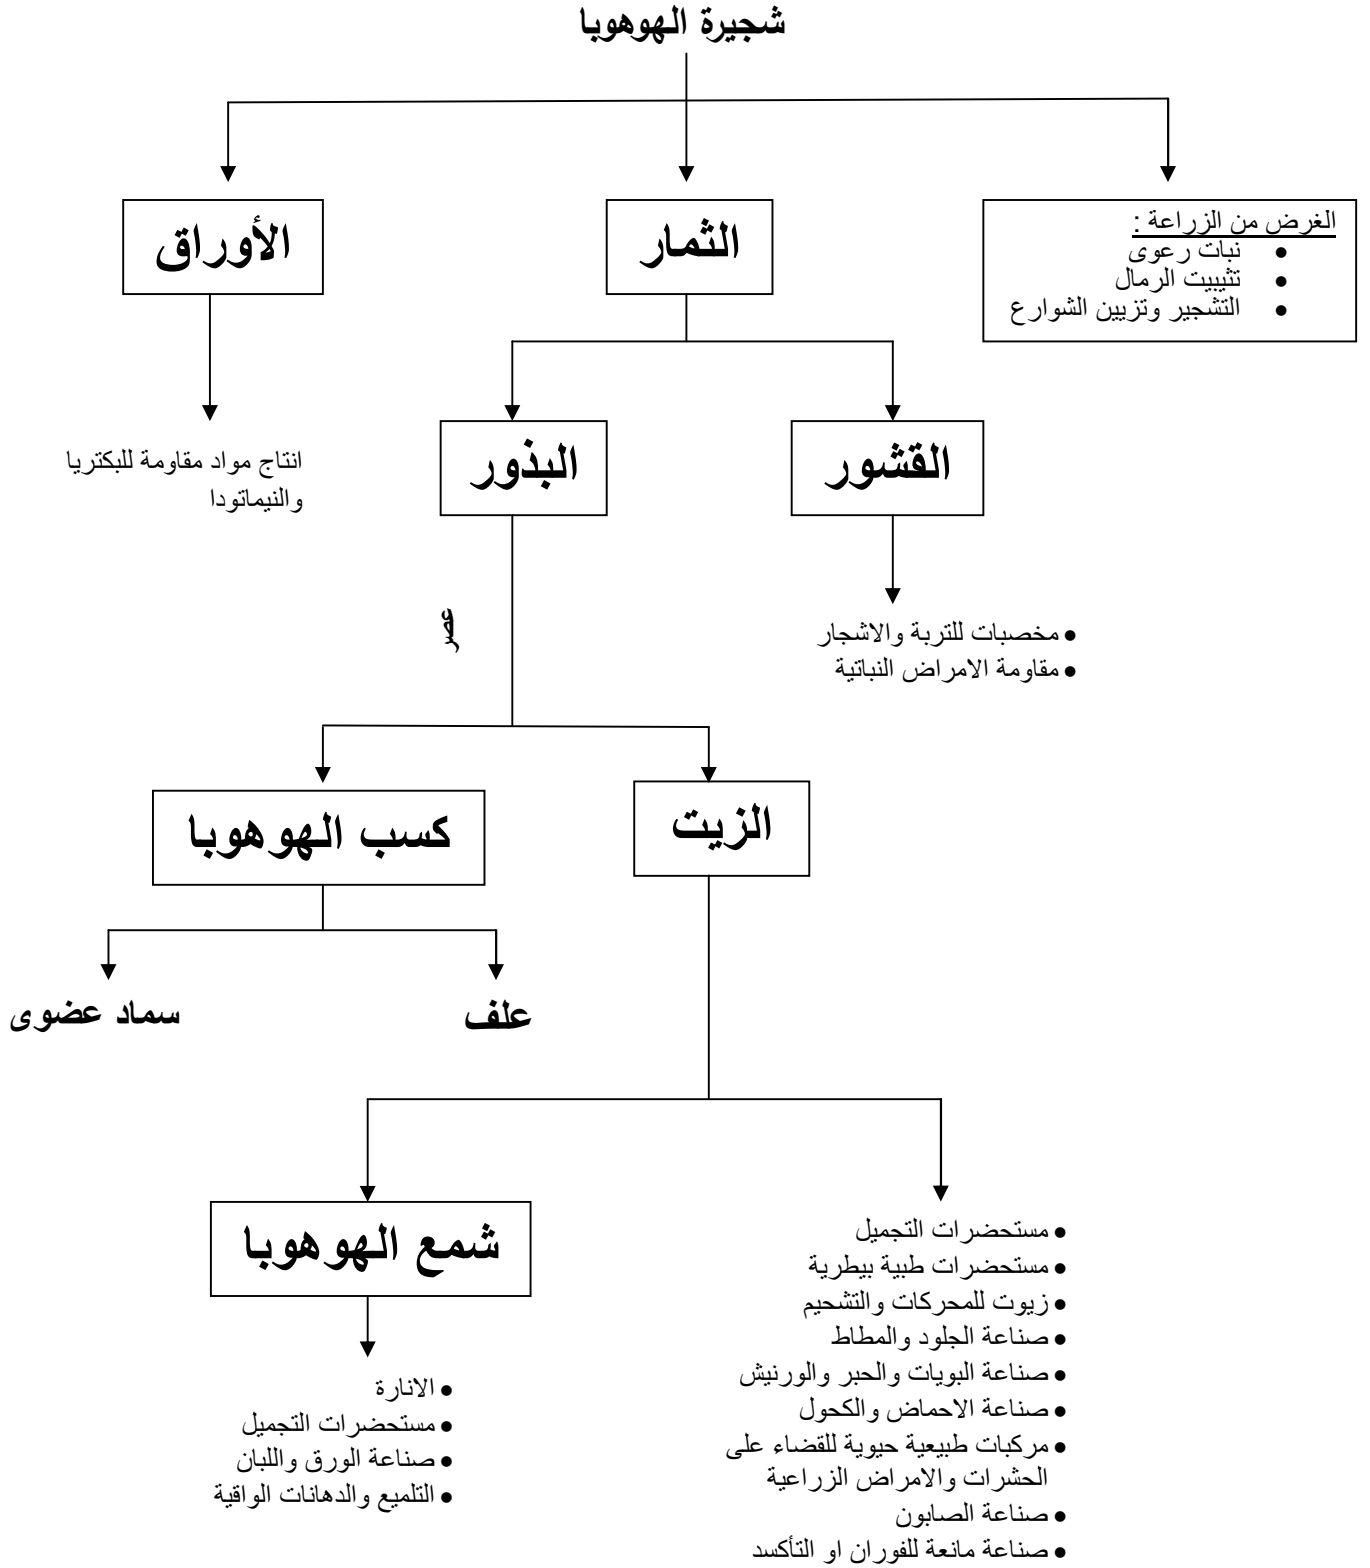 شجيرة الهوهوبا
الغرض من الزراعة :
• نبات رعوى
• تثبيت الرمال
• التشجير وتزيين الشوارع
الثمار
الأوراق
القشور
البذور
انتاج مواد مقاومة للبكتريا
والنيماتودا
عصر
• مخصبات للتربة والاشجار
• مقاومة الامراض النباتية
الزيت
كسب الهوهوبا
علف
سماد عضوى
• مستحضرات التجميل
• مستحضرات طبية بيطرية
• زيوت للمحركات والتشحيم
• صناعة الجلود والمطاط
• صناعة البويات والحبر والورنيش
• صناعة الاحماض والكحول
• مركبات طبيعية حيوية للقضاء على
الحشرات والامراض الزراعية
• صناعة الصابون
• صناعة مانعة للفوران او التأكسد
شمع الهوهوبا
• الانارة
• مستحضرات التجميل
• صناعة الورق واللبان
• التلميع والدهانات الواقية